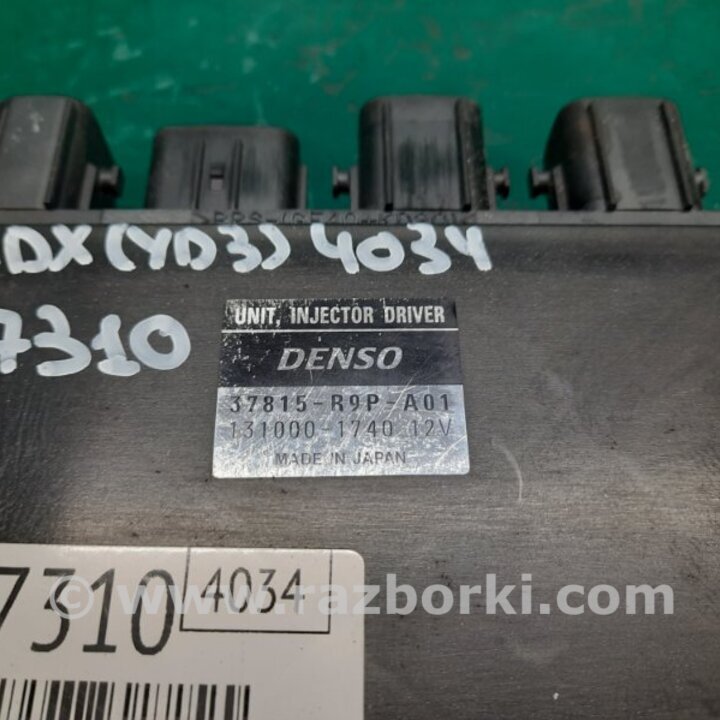 DX (YD3) 4034
7310
UNIT, INJECTOR DRIVER
DENSO
37815-R9P-A01
131000-1740 12V
MADE IN JAPAN
7310 4034
© www.razborki.com